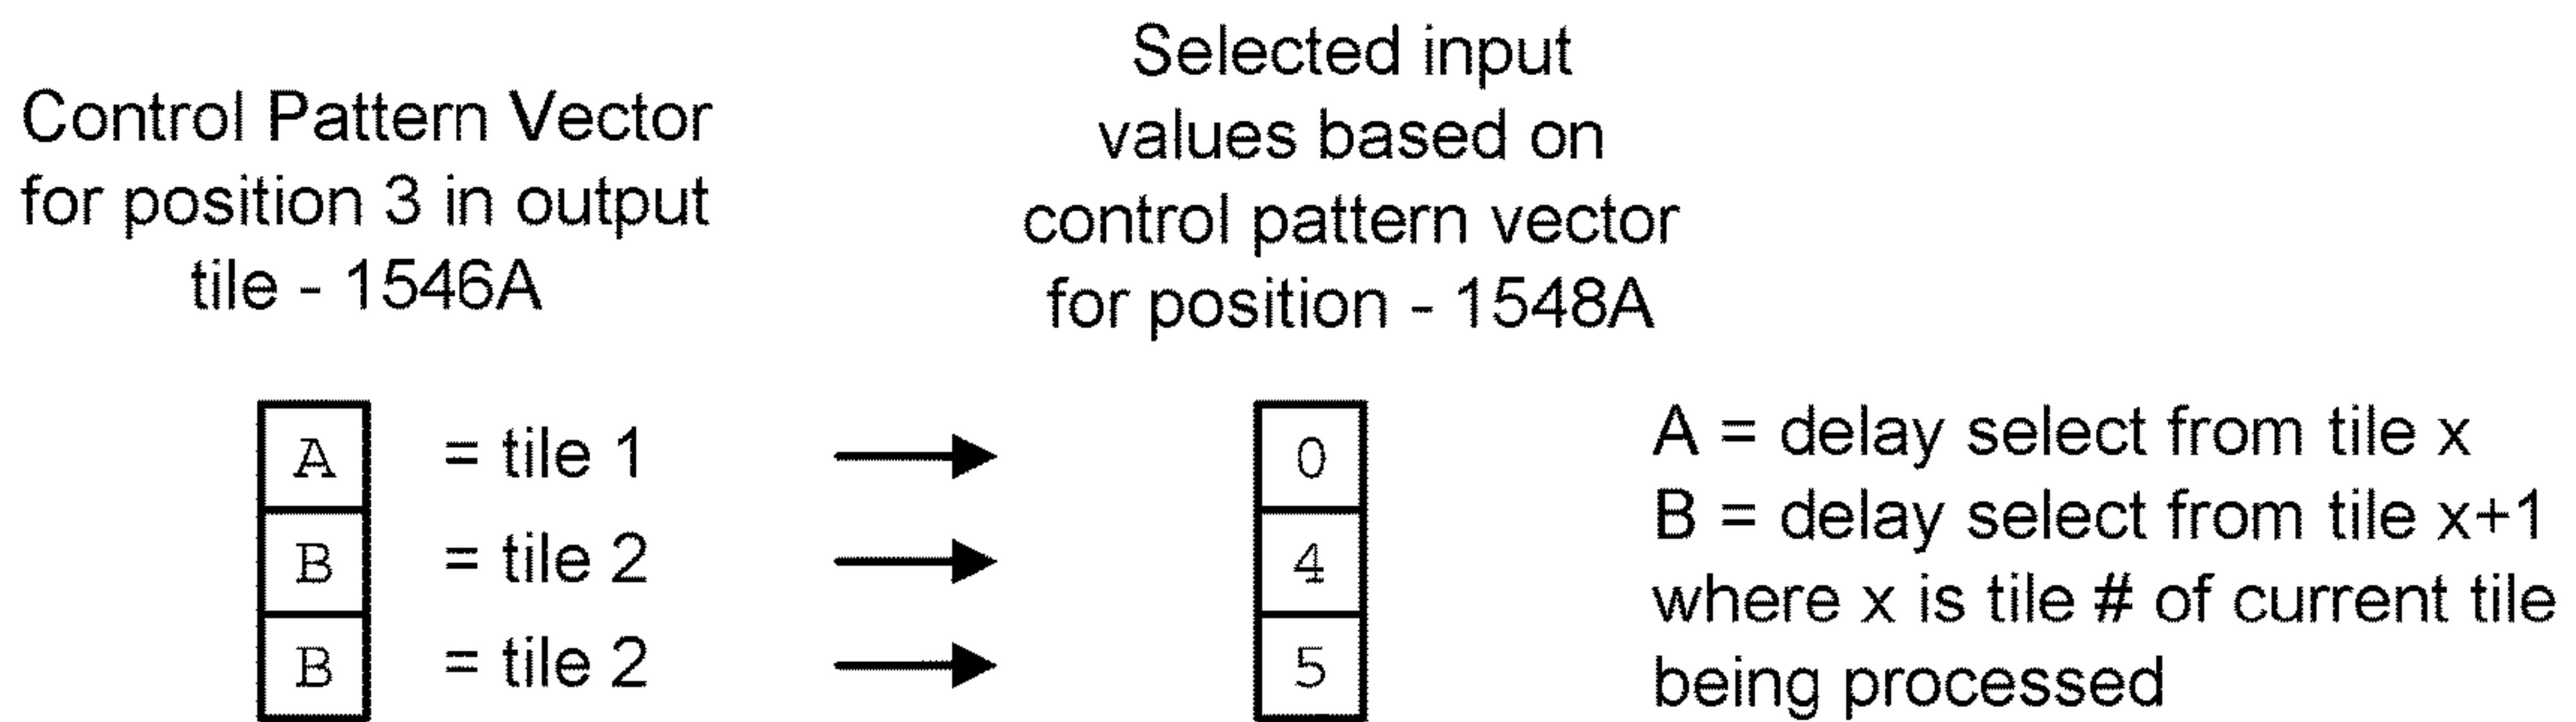 Control Pattern Vector
for position 3 in output
tile - 1546A
Selected input
values based on
control pattern vector
for position - 1548A
A = tile 1 0
B = tile 2 4
B = tile 2 5
A = delay select from tile x
B = delay select from tile x+1
where x is tile # of current tile
being processed